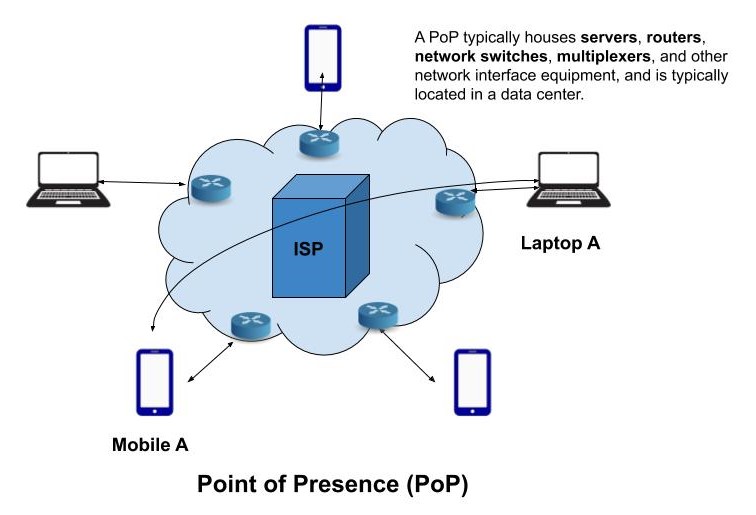 A PoP typically houses servers, routers,
network switches, multiplexers, and other
network interface equipment, and is typically
located in a data center.
ISP
Laptop A
Mobile A
Point of Presence (PoP)